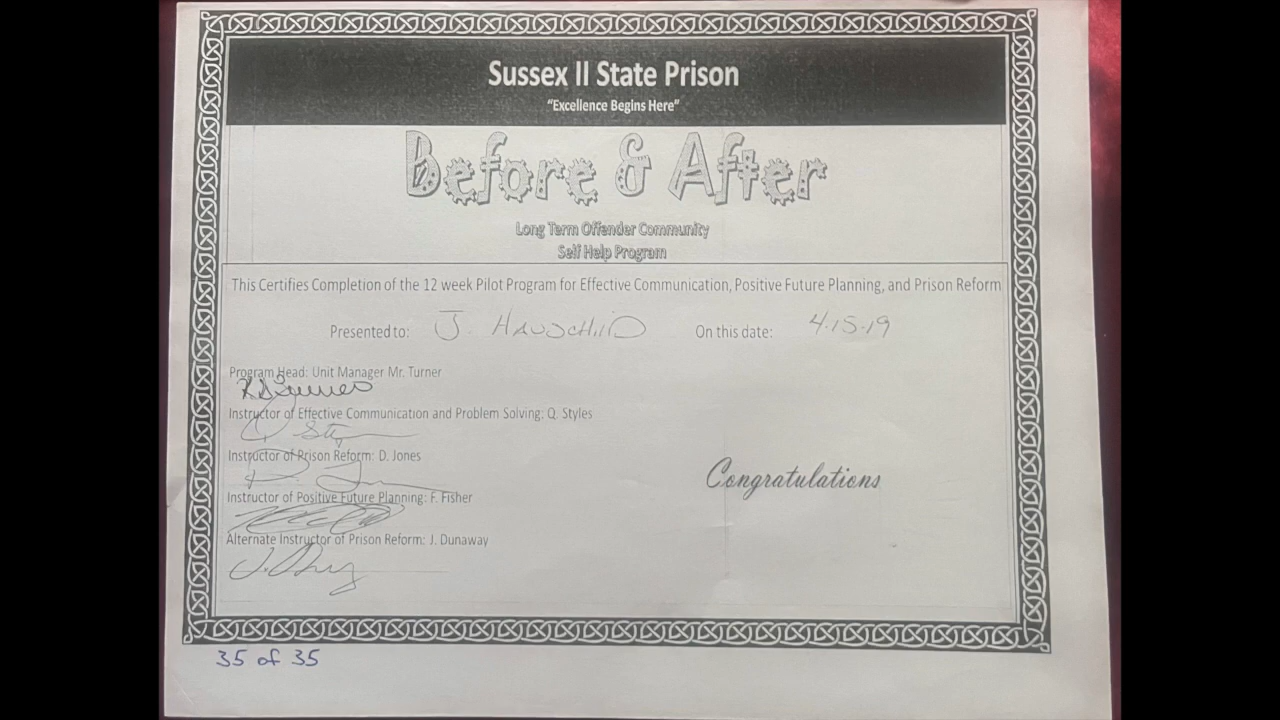 Sussex II State Prison
"Excellence Begins Here"
Before & After
Long Term Offender Community
Self Help Program
This Certifies Completion of the 12 week Pilot Program for Effective Communication, Positive Future Planning, and Prison Reform
Presented to: J. Hauschild On this date: 4.15.19
Program Head: Unit Manager Mr. Turner
Instructor of Effective Communication and Problem Solving: Q. Styles
Instructor of Prison Reform: D. Jones
Instructor of Positive Future Planning: F. Fisher
Alternate Instructor of Prison Reform: J. Dunaway
Congratulations
35 of 35